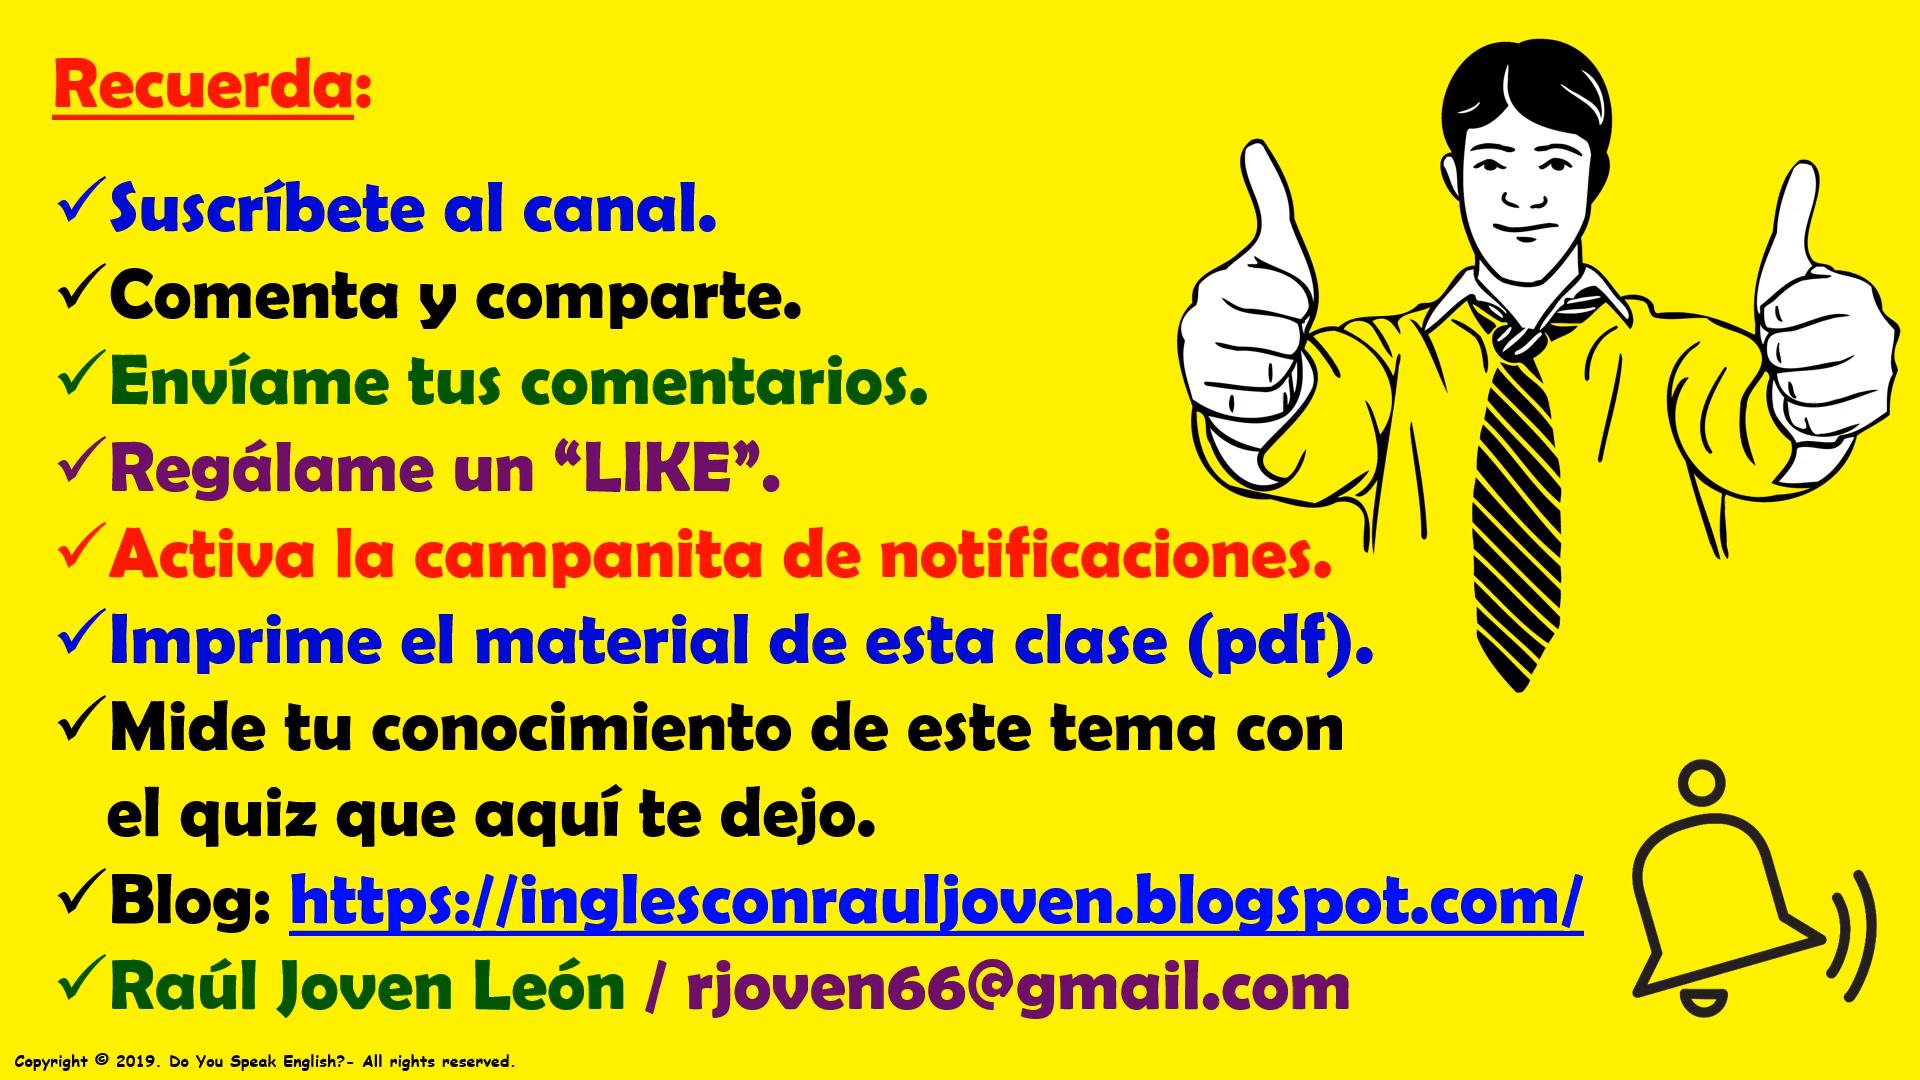 Recuerda:
✓Suscríbete al canal.
✓Comenta y comparte.
✓Envíame tus comentarios.
✓Regálame un “LIKE”.
✓Activa la campanita de notificaciones.
✓Imprime el material de esta clase (pdf).
✓Mide tu conocimiento de este tema con
el quiz que aquí te dejo.
✓Blog: https://inglesconrauljoven.blogspot.com/
✓Raúl Joven León / rjoven66@gmail.com
Copyright © 2019. Do You Speak English?- All rights reserved.